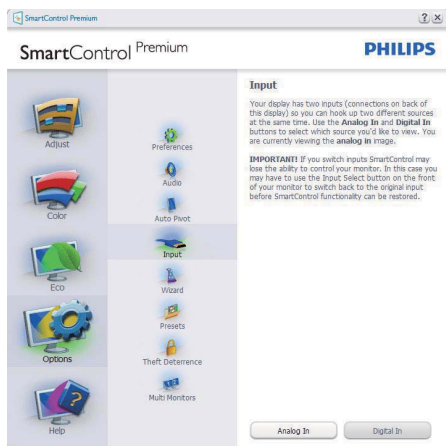 SmartControl Premium
SmartControl Premium
PHILIPS
Adjust
Color
Eco
Options
Help
Preferences
Audio
Auto Pivot
Input
Wizard
Presets
Theft Deterrence
Multi Monitors
Input
Your display has two inputs (connections on back of
this display) so you can hook up two different sources
at the same time. Use the Analog In and Digital In
buttons to select which source you'd like to view. You
are currently viewing the analog in image.
IMPORTANT! If you switch inputs SmartControl may
lose the ability to control your monitor. In this case you
may have to use the Input Select button on the front
of your monitor to switch back to the original input
before SmartControl functionality can be restored.
Analog In
Digital In